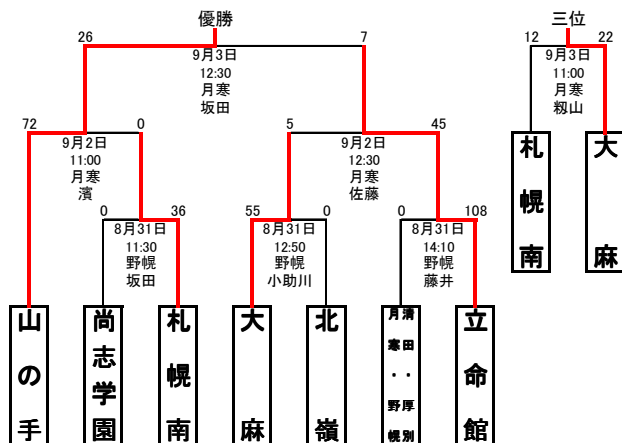 優勝
三位
26
7
12
22
9月3日
12:30
月寒
坂田
9月3日
11:00
月寒
籾山
72
0
5
45
9月2日
11:00
月寒
濱
9月2日
12:30
月寒
佐藤
0
36
55
0
0
108
8月31日
11:30
野幌
坂田
8月31日
12:50
野幌
小助川
8月31日
14:10
野幌
藤井
札幌南
大麻
山の手
尚志学園
札幌南
大麻
北嶺
清田・厚別
月寒・野幌
立命館